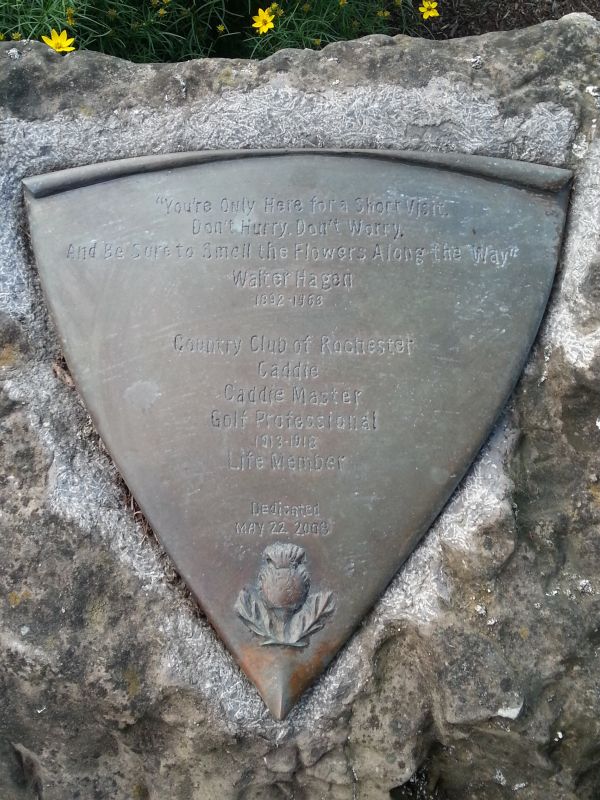 "You're Only Here for a Short Visit.
Don't Hurry. Don't Worry.
And Be Sure to Smell the Flowers Along the Way"
Walter Hagen
1892-1969
Country Club of Rochester
Caddie
Caddie Master
Golf Professional
1913-1918
Life Member
Dedicated
MAY 22, 2008